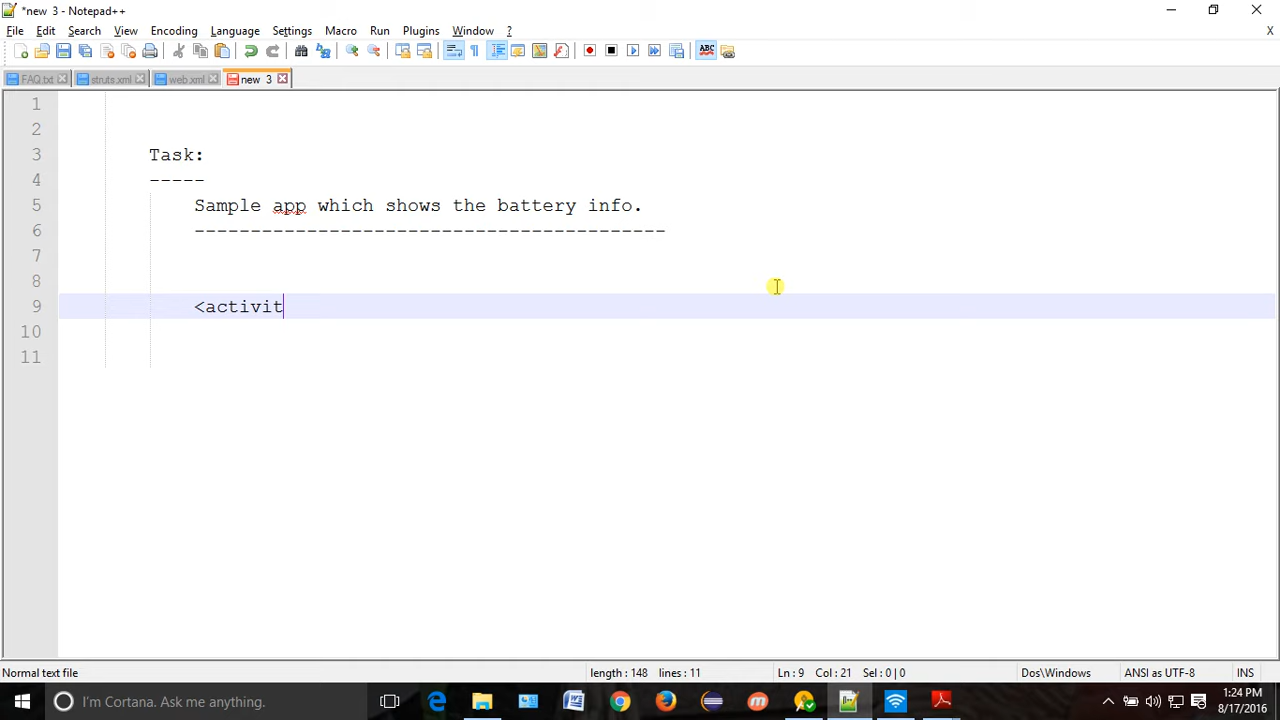 *new 3 - Notepad++
File Edit Search View Encoding Language Settings Macro Run Plugins Window ? X
ABC
FAQ.txt struts.xml web.xml new 3
1
2
3 Task:
4 -----
5 Sample app which shows the battery info.
6 ------------------------------------------
7
8
9 <activit
10
11
Normal text file length : 148 lines : 11 Ln : 9 Col : 21 Sel : 0 | 0 Dos\Windows ANSI as UTF-8 INS
I'm Cortana. Ask me anything. 1:24 PM
8/17/2016